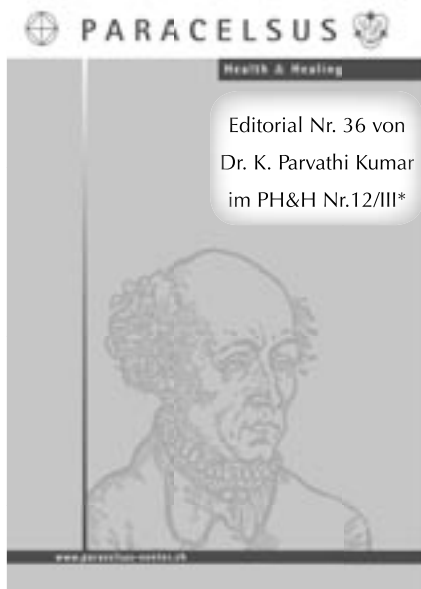 PARACELSUS
Health & Healing
Editorial Nr. 36 von
Dr. K. Parvathi Kumar
im PH&H Nr.12/III*
www.paracelsus-center.ch